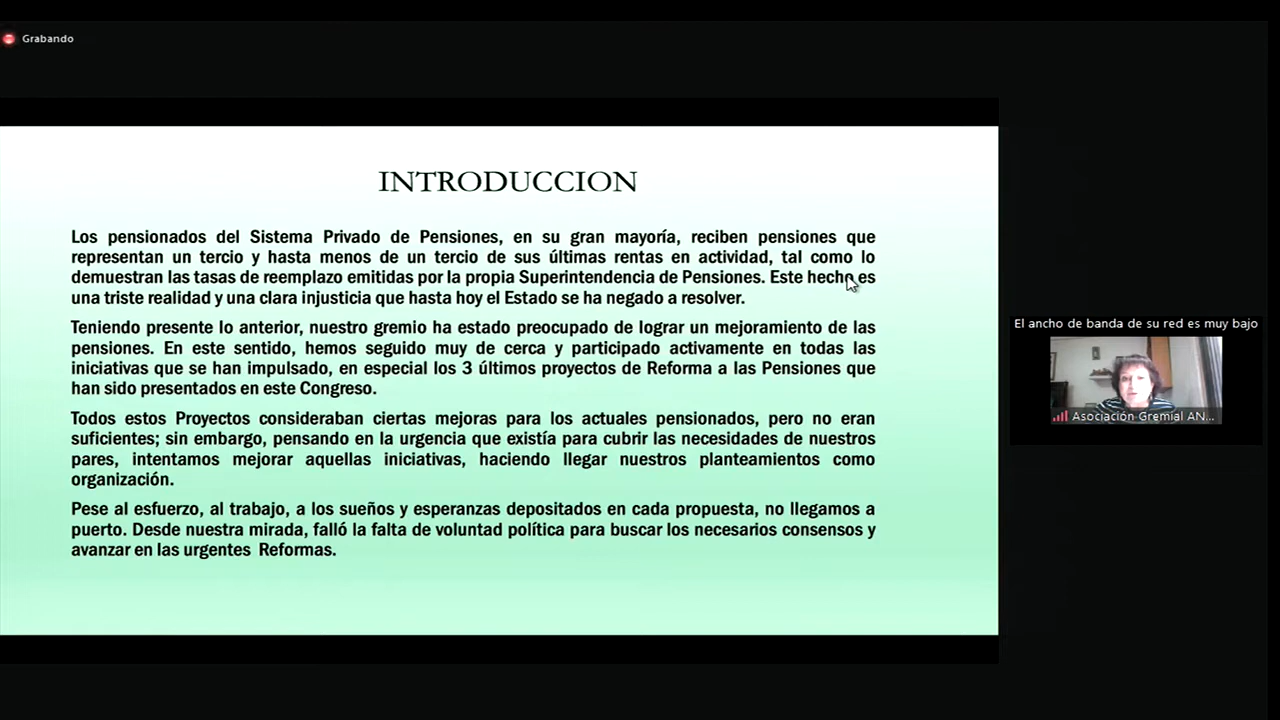 Grabando
INTRODUCCION
Los pensionados del Sistema Privado de Pensiones, en su gran mayoría, reciben pensiones que
representan un tercio y hasta menos de un tercio de sus últimas rentas en actividad, tal como lo
demuestran las tasas de reemplazo emitidas por la propia Superintendencia de Pensiones. Este hecho es
una triste realidad y una clara injusticia que hasta hoy el Estado se ha negado a resolver.
Teniendo presente lo anterior, nuestro gremio ha estado preocupado de lograr un mejoramiento de las
pensiones. En este sentido, hemos seguido muy de cerca y participado activamente en todas las
iniciativas que se han impulsado, en especial los 3 últimos proyectos de Reforma a las Pensiones que
han sido presentados en este Congreso.
Todos estos Proyectos consideraban ciertas mejoras para los actuales pensionados, pero no eran
suficientes; sin embargo, pensando en la urgencia que existía para cubrir las necesidades de nuestros
pares, intentamos mejorar aquellas iniciativas, haciendo llegar nuestros planteamientos como
organización.
Pese al esfuerzo, al trabajo, a los sueños y esperanzas depositados en cada propuesta, no llegamos a
puerto. Desde nuestra mirada, falló la falta de voluntad política para buscar los necesarios consensos y
avanzar en las urgentes Reformas.
El ancho de banda de su red es muy bajo
Asociación Gremial AN...